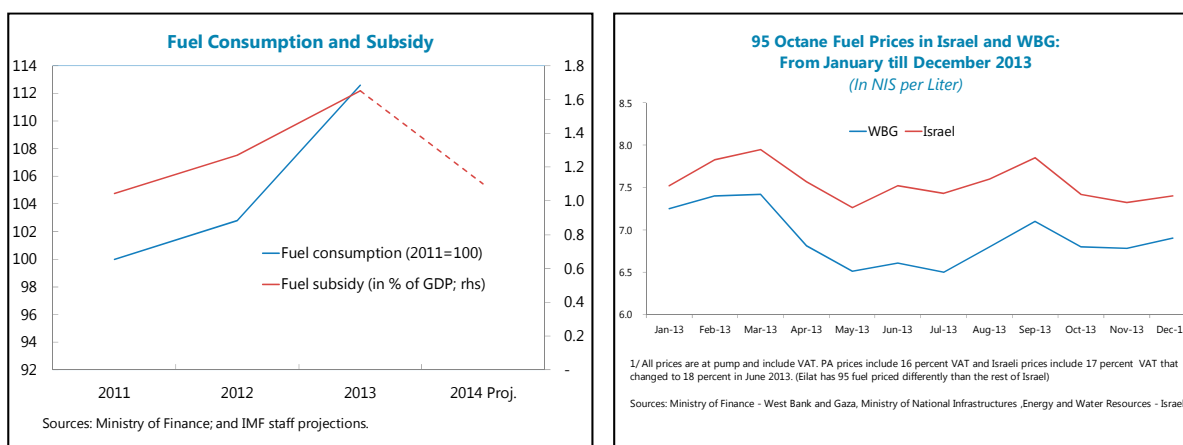 Fuel Consumption and Subsidy
114
112
110
108
106
104
102
100
98
96
94
92
1.8
1.6
1.4
1.2
1.0
0.8
0.6
0.4
0.2
-
Fuel consumption (2011=100)
Fuel subsidy (in % of GDP; rhs)
2011 2012 2013 2014 Proj.
Sources: Ministry of Finance; and IMF staff projections.
95 Octane Fuel Prices in Israel and WBG:
From January till December 2013
(In NIS per Liter)
8.5
8.0
7.5
7.0
6.5
6.0
WBG Israel
Jan-13 Feb-13 Mar-13 Apr-13 May-13 Jun-13 Jul-13 Aug-13 Sep-13 Oct-13 Nov-13 Dec-1
1/ All prices are at pump and include VAT. PA prices include 16 percent VAT and Israeli prices include 17 percent VAT that
changed to 18 percent in June 2013. (Eilat has 95 fuel priced differently than the rest of Israel)
Sources: Ministry of Finance - West Bank and Gaza, Ministry of National Infrastructures ,Energy and Water Resources - Israel